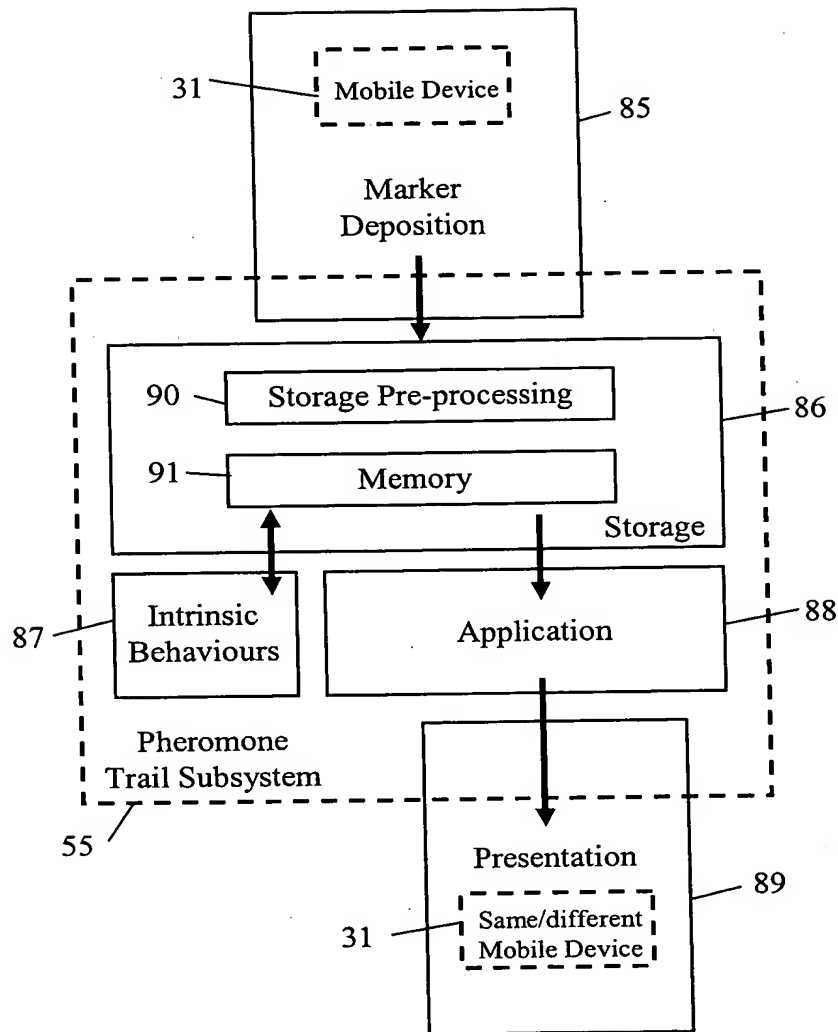 31
Mobile Device
85
Marker
Deposition
90
Storage Pre-processing
86
91
Memory
Storage
87
Intrinsic
Behaviours
Application
88
Pheromone
Trail Subsystem
55
Presentation
89
31
Same/different
Mobile Device